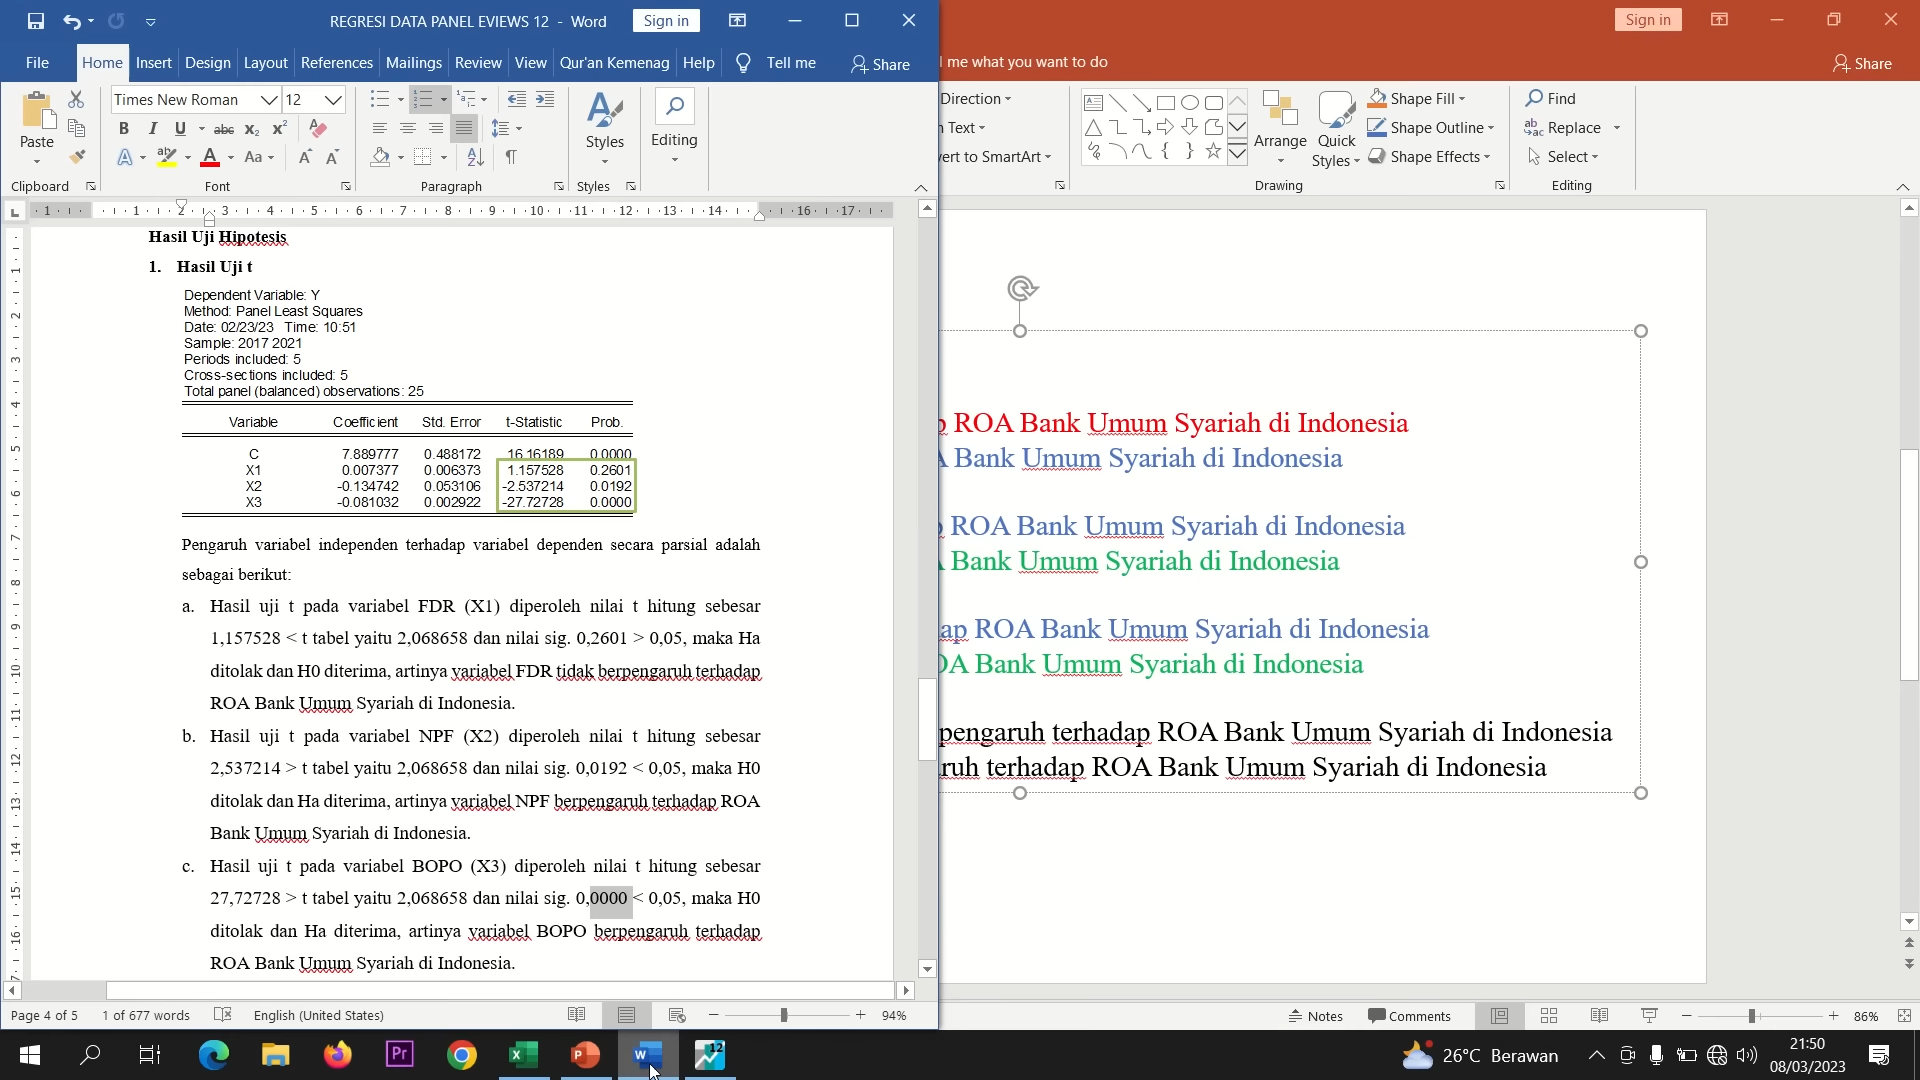 REGRESI DATA PANEL EVIEWS 12 - Word
Sign in
Sign in
File Home Insert Design Layout References Mailings Review View Qur'an Kemenag Help Tell me Share
me what you want to do
Share
Times New Roman 12
Paste
Styles
Editing
Clipboard Font Paragraph Styles
Direction
Text
Arrange
Quick
Styles
Shape Fill
Shape Outline
Shape Effects
Find
Replace
Select
Drawing
Editing
Hasil Uji Hipotesis
1. Hasil Uji t
Dependent Variable: Y
Method: Panel Least Squares
Date: 02/23/23 Time: 10:51
Sample: 2017 2021
Periods included: 5
Cross-sections included: 5
Total panel (balanced) observations: 25
Variable Coefficient Std. Error t-Statistic Prob.
C 7.889777 0.488172 16.16189 0.0000
X1 0.007377 0.006373 1.157528 0.2601
X2 -0.134742 0.053106 -2.537214 0.0192
X3 -0.081032 0.002922 -27.72728 0.0000
Pengaruh variabel independen terhadap variabel dependen secara parsial adalah
sebagai berikut:
a. Hasil uji t pada variabel FDR (X1) diperoleh nilai t hitung sebesar
1,157528 < t tabel yaitu 2,068658 dan nilai sig. 0,2601 > 0,05, maka Ha
ditolak dan H0 diterima, artinya variabel FDR tidak berpengaruh terhadap
ROA Bank Umum Syariah di Indonesia.
b. Hasil uji t pada variabel NPF (X2) diperoleh nilai t hitung sebesar
2,537214 > t tabel yaitu 2,068658 dan nilai sig. 0,0192 < 0,05, maka H0
ditolak dan Ha diterima, artinya variabel NPF berpengaruh terhadap ROA
Bank Umum Syariah di Indonesia.
c. Hasil uji t pada variabel BOPO (X3) diperoleh nilai t hitung sebesar
27,72728 > t tabel yaitu 2,068658 dan nilai sig. 0,0000 < 0,05, maka H0
ditolak dan Ha diterima, artinya variabel BOPO berpengaruh terhadap
ROA Bank Umum Syariah di Indonesia.
ROA Bank Umum Syariah di Indonesia
Bank Umum Syariah di Indonesia
ROA Bank Umum Syariah di Indonesia
Bank Umum Syariah di Indonesia
ap ROA Bank Umum Syariah di Indonesia
OA Bank Umum Syariah di Indonesia
pengaruh terhadap ROA Bank Umum Syariah di Indonesia
ruh terhadap ROA Bank Umum Syariah di Indonesia
Page 4 of 5 1 of 677 words English (United States) 94%
Notes Comments 86%
26°C Berawan
21:50
08/03/2023